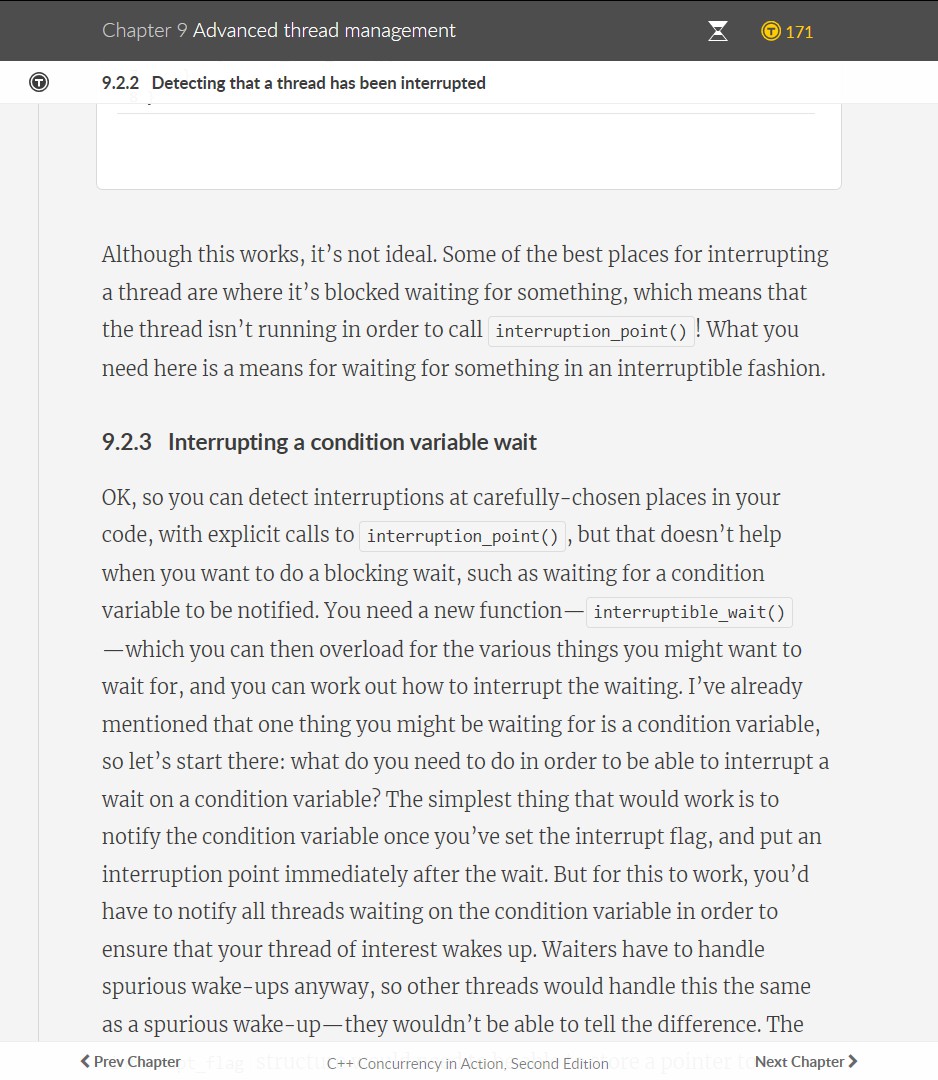 Chapter 9 Advanced thread management
171
9.2.2 Detecting that a thread has been interrupted
Although this works, it’s not ideal. Some of the best places for interrupting
a thread are where it’s blocked waiting for something, which means that
the thread isn’t running in order to call interruption_point()! What you
need here is a means for waiting for something in an interruptible fashion.
9.2.3 Interrupting a condition variable wait
OK, so you can detect interruptions at carefully-chosen places in your
code, with explicit calls to interruption_point(), but that doesn’t help
when you want to do a blocking wait, such as waiting for a condition
variable to be notified. You need a new function—interruptible_wait()
—which you can then overload for the various things you might want to
wait for, and you can work out how to interrupt the waiting. I’ve already
mentioned that one thing you might be waiting for is a condition variable,
so let’s start there: what do you need to do in order to be able to interrupt a
wait on a condition variable? The simplest thing that would work is to
notify the condition variable once you’ve set the interrupt flag, and put an
interruption point immediately after the wait. But for this to work, you’d
have to notify all threads waiting on the condition variable in order to
ensure that your thread of interest wakes up. Waiters have to handle
spurious wake-ups anyway, so other threads would handle this the same
as a spurious wake-up—they wouldn’t be able to tell the difference. The
Prev Chapter
C++ Concurrency in Action, Second Edition
Next Chapter